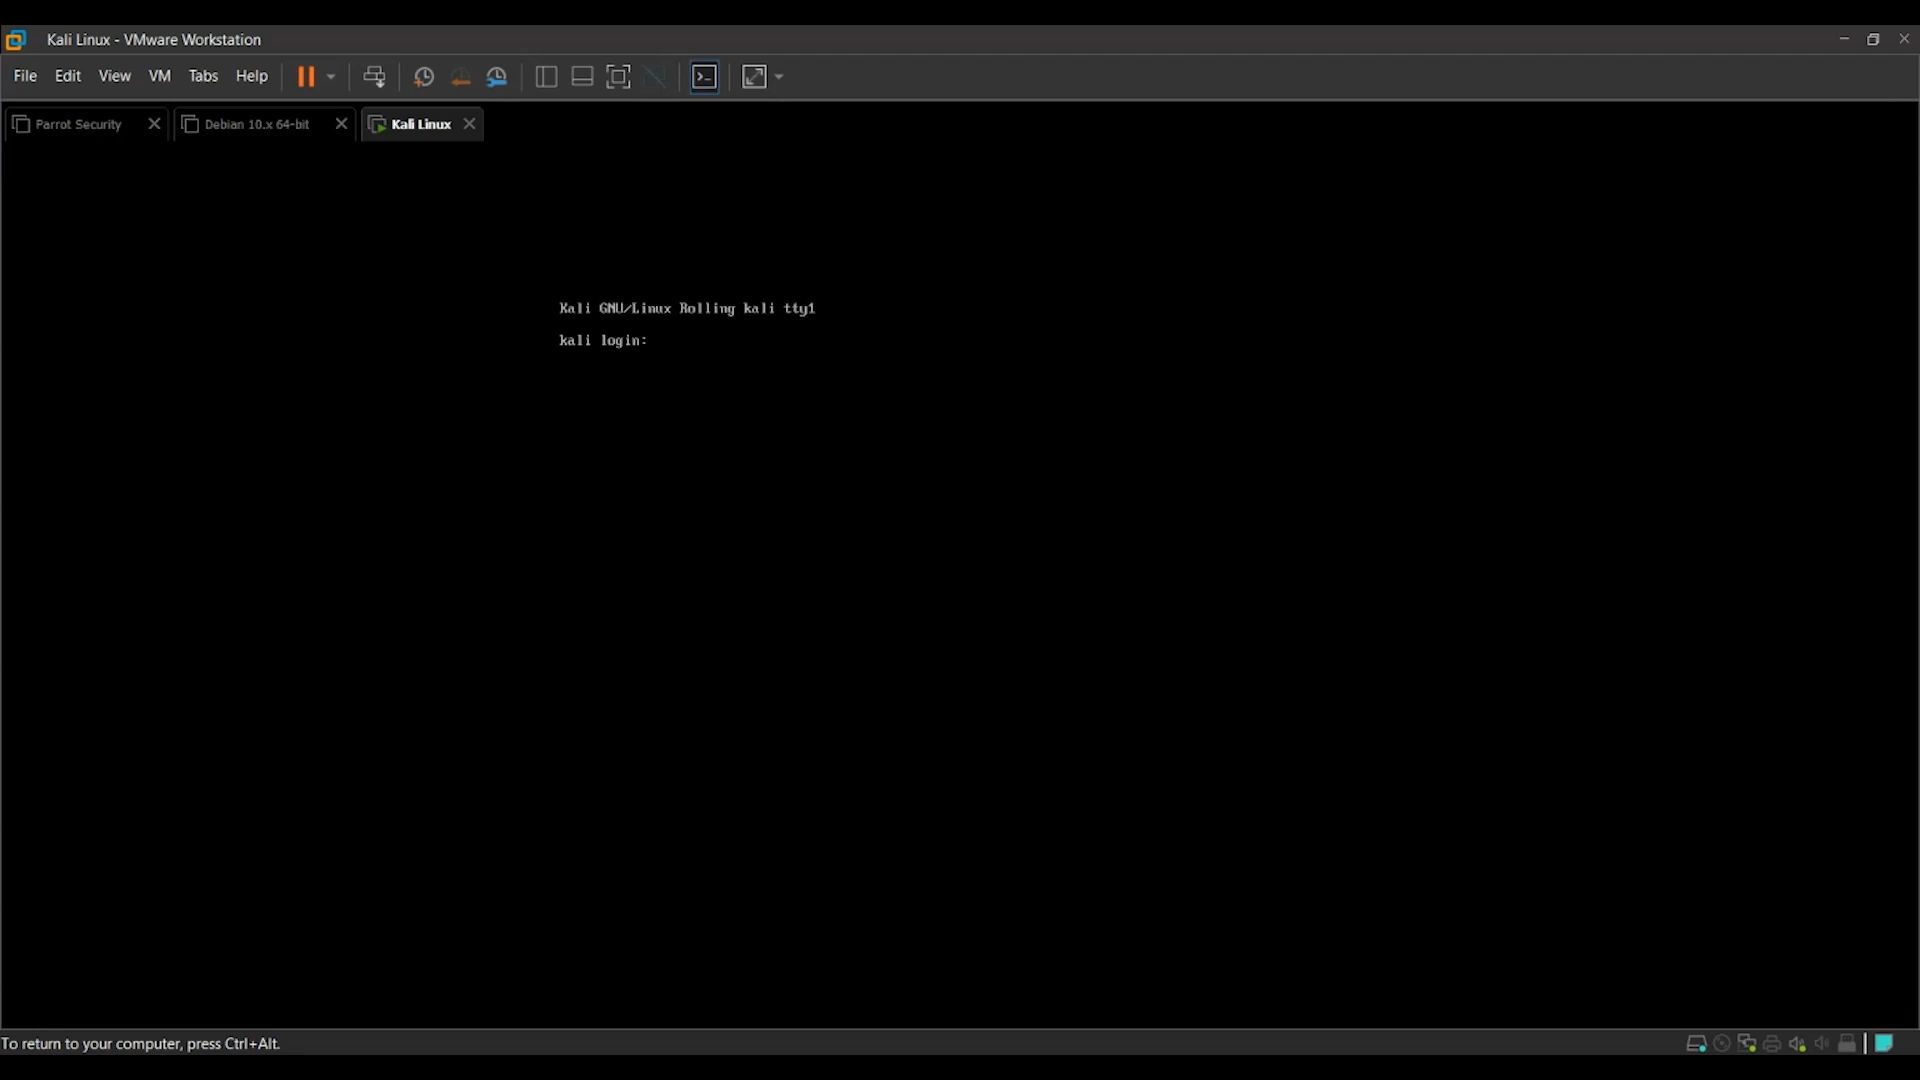 Kali Linux - VMware Workstation
File Edit View VM Tabs Help
Parrot Security Debian 10.x 64-bit Kali Linux
Kali GNU/Linux Rolling kali tty1
kali login:
To return to your computer, press Ctrl+Alt.